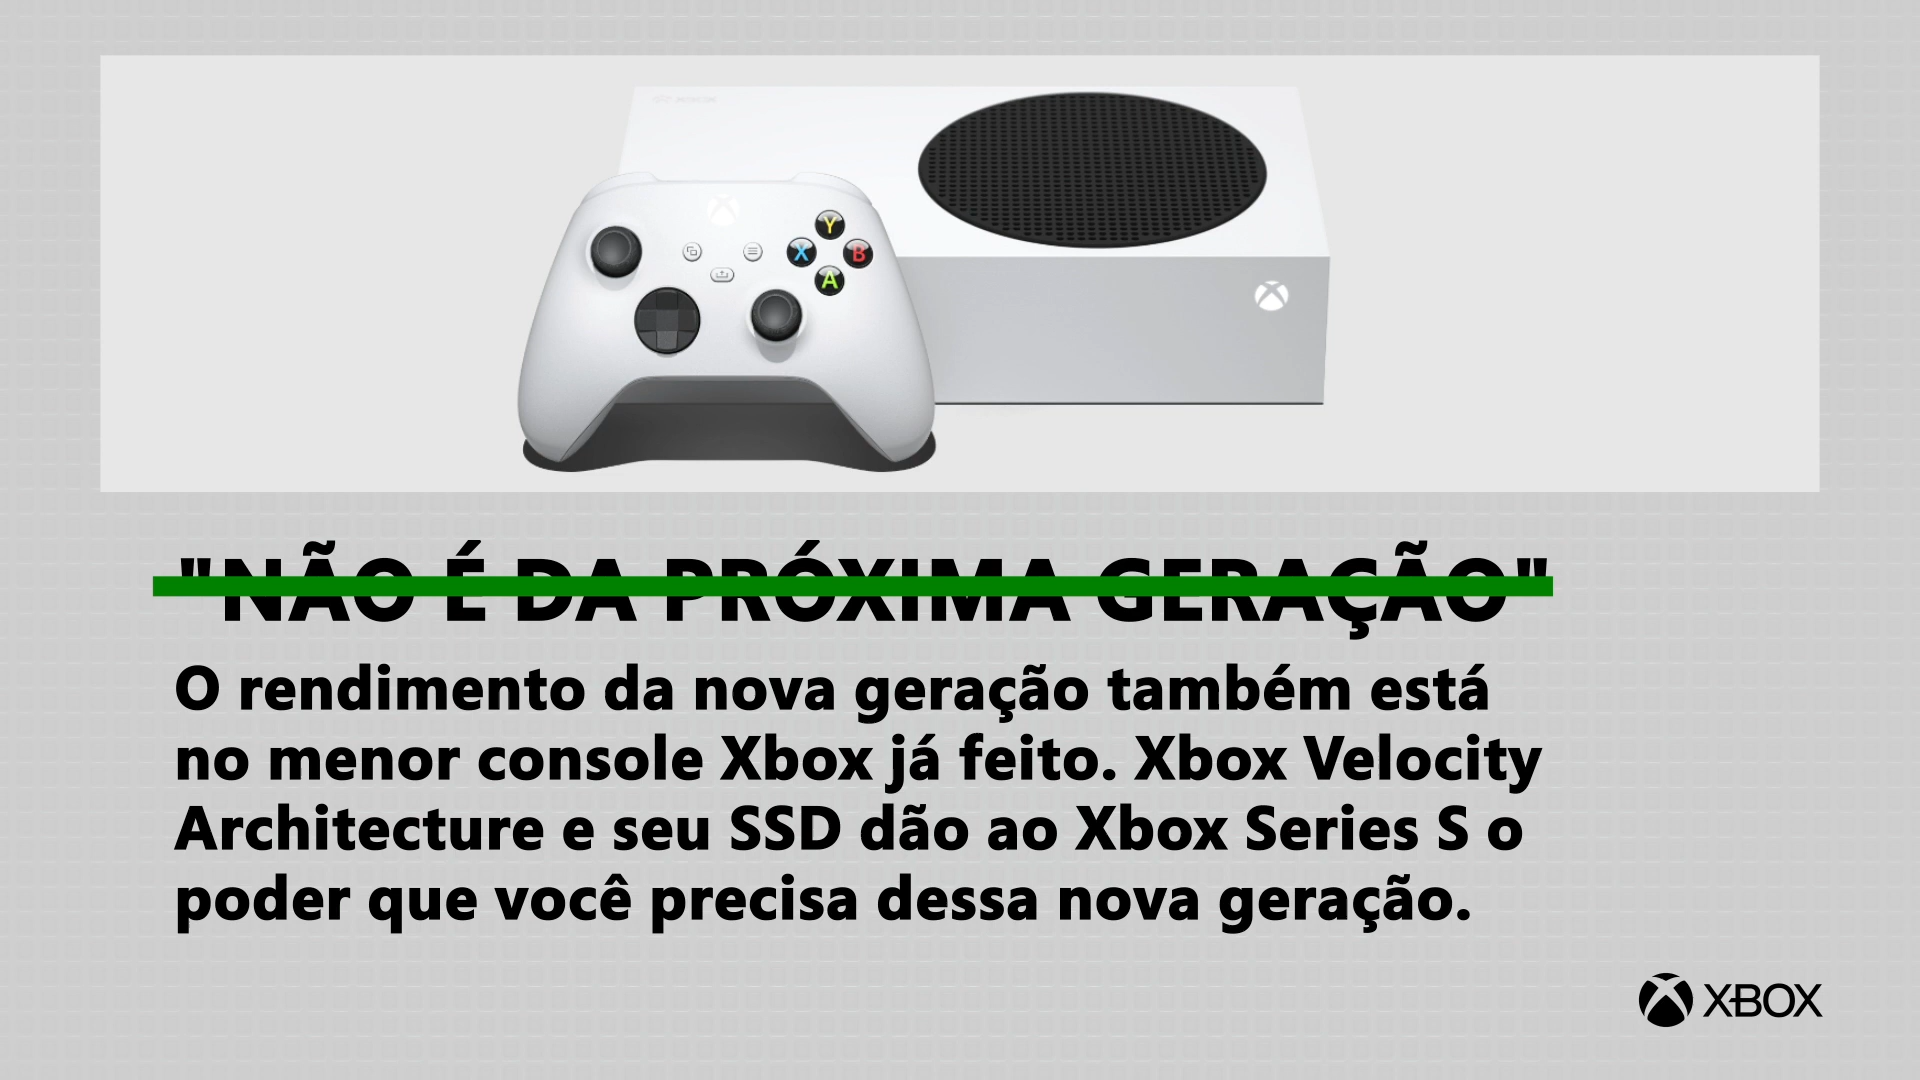 Y
X
B
A
"NÃO É DA PRÓXIMA GERAÇÃO"
O rendimento da nova geração também está
no menor console Xbox já feito. Xbox Velocity
Architecture e seu SSD dão ao Xbox Series S o
poder que você precisa dessa nova geração.
XBOX